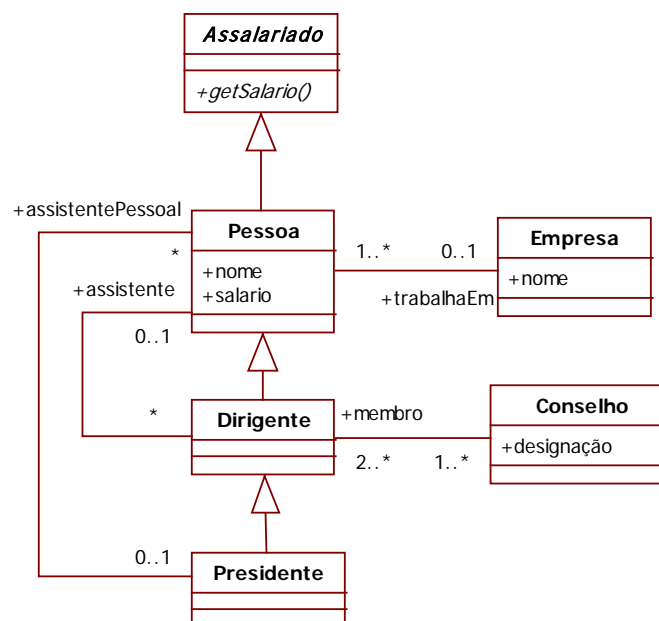 Assalariado
+getSalario()
+assistentePessoal
*
Pessoa
+nome
+salario
1..*
0..1
+trabalhaEm
Empresa
+nome
+assistente
0..1
*
Dirigente
+membro
2..*
1..*
Conselho
+designação
0..1
Presidente